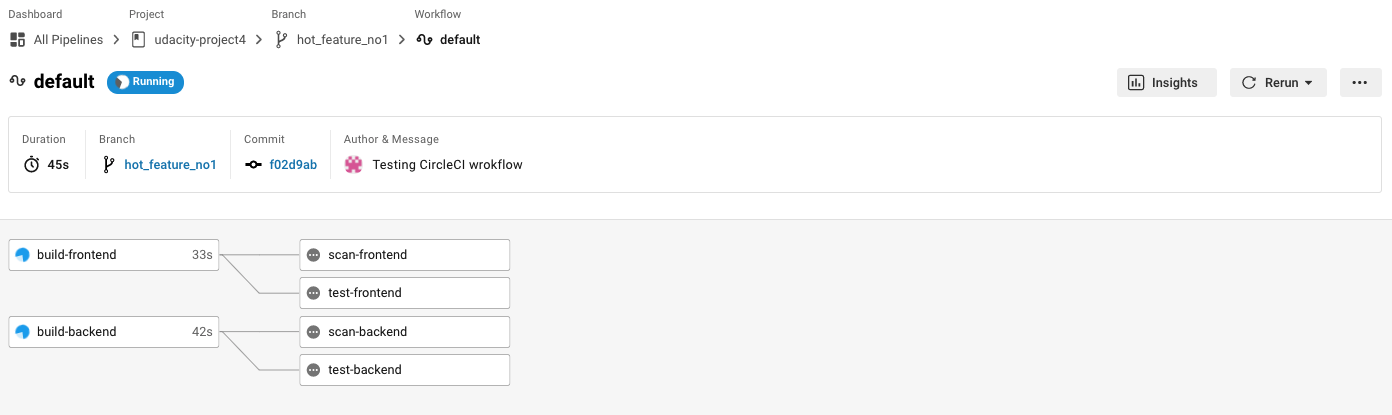 Dashboard Project Branch Workflow
All Pipelines udacity-project4 hot_feature_no1 default
default Running Insights Rerun
Duration Branch Commit Author & Message
45s hot_feature_no1 f02d9ab Testing CircleCI wrokflow
build-frontend 33s scan-frontend
test-frontend
build-backend 42s scan-backend
test-backend